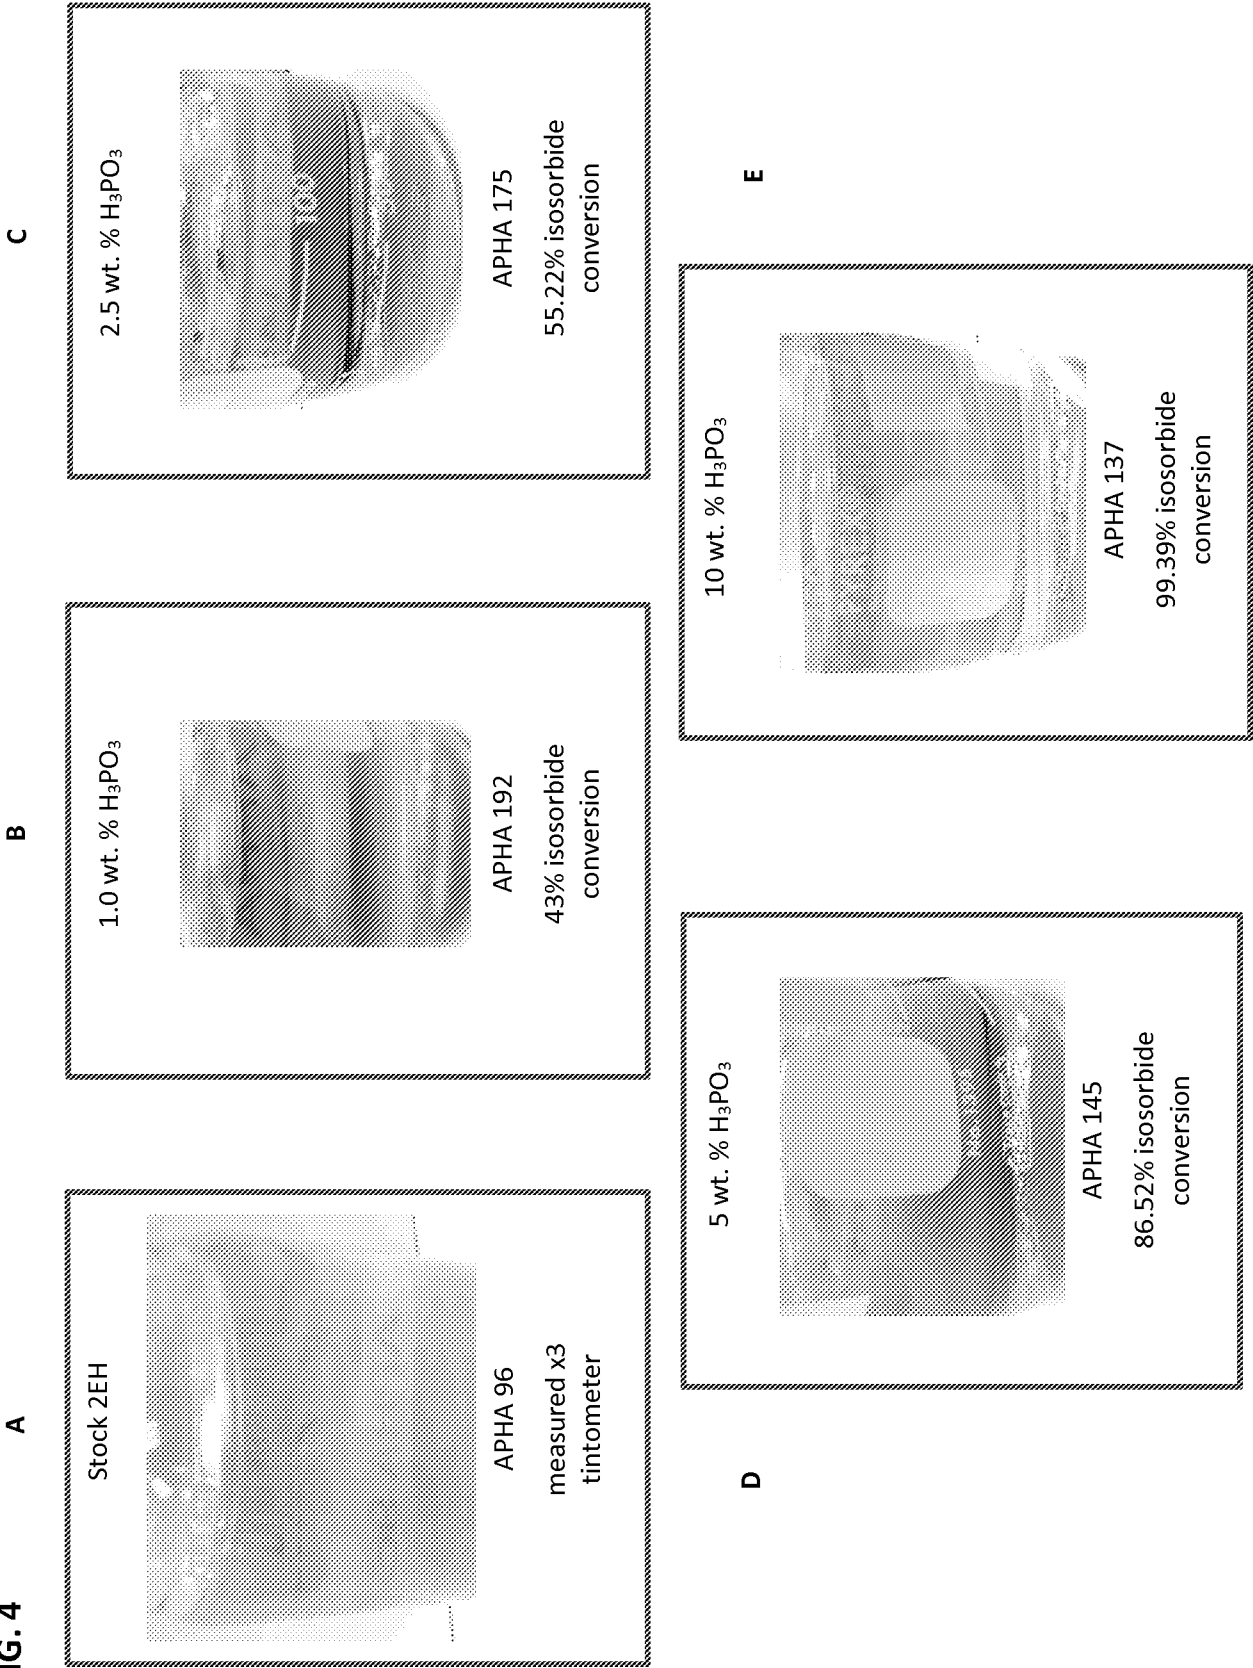 IG. 4
A
Stock 2EH
APHA 96
measured x3
tintometer
B
1.0 wt. % H₃PO₃
APHA 192
43% isosorbide
conversion
C
2.5 wt. % H₃PO₃
100
APHA 175
55.22% isosorbide
conversion
D
5 wt. % H₃PO₃
APHA 145
86.52% isosorbide
conversion
E
10 wt. % H₃PO₃
APHA 137
99.39% isosorbide
conversion